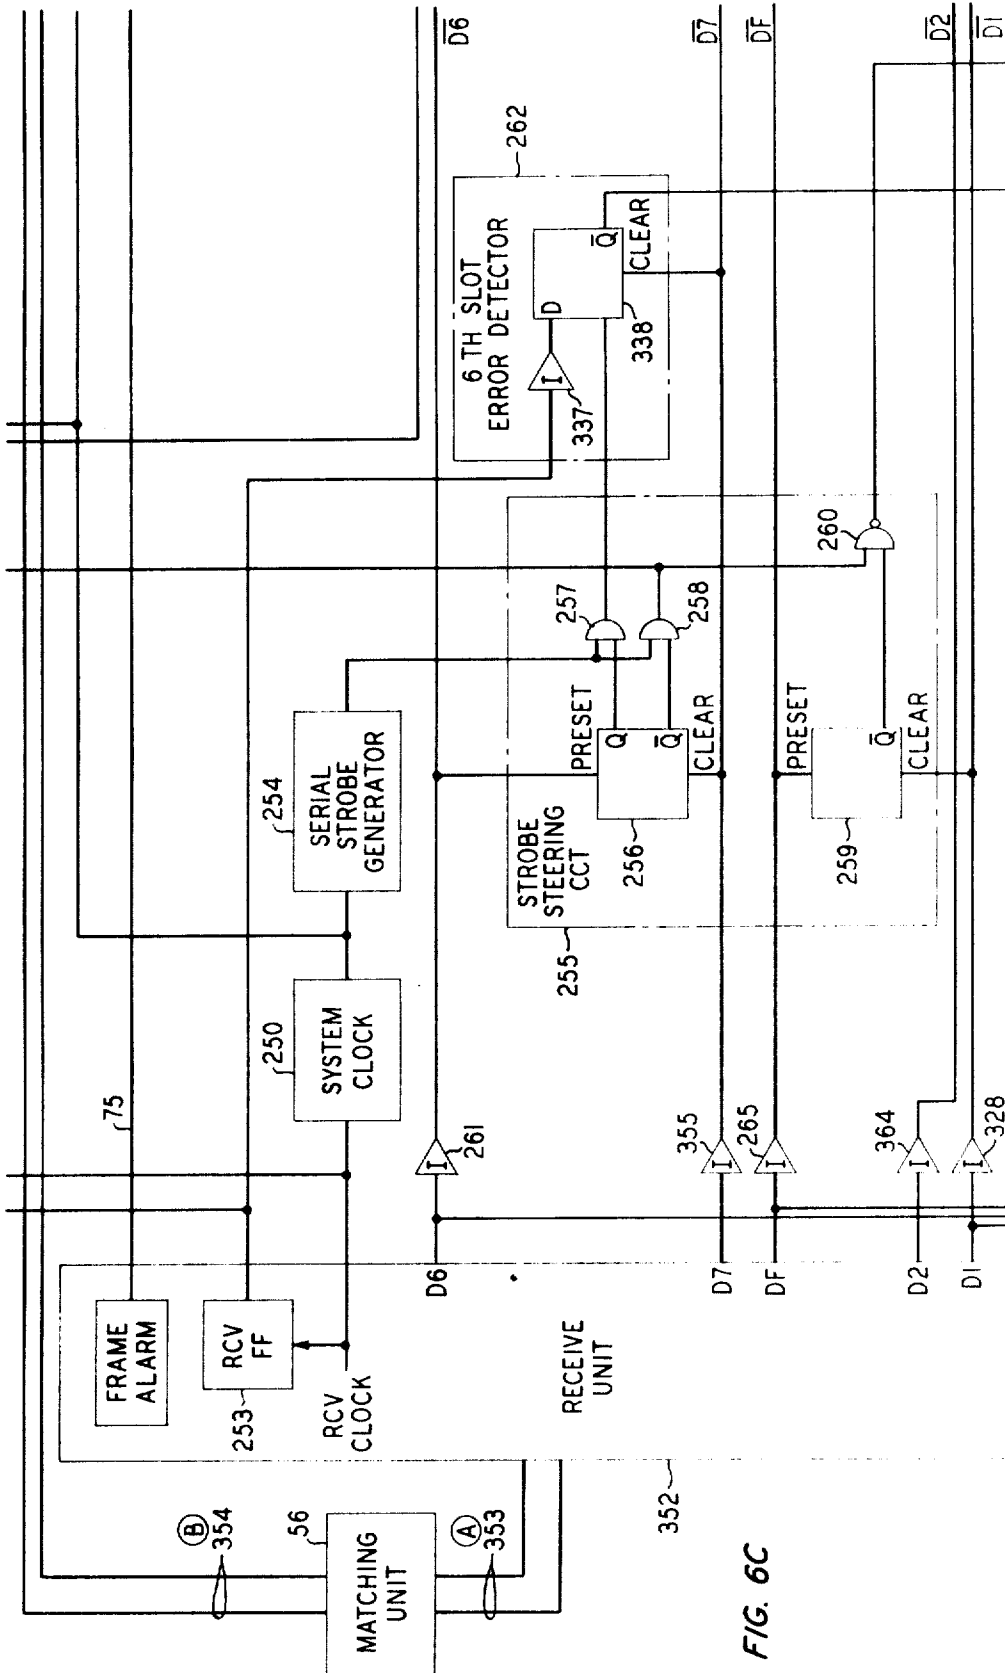 354 Ⓑ
56
MATCHING
UNIT
353 Ⓐ
FIG. 6C
352
RECEIVE
UNIT
FRAME
ALARM
75
RCV
FF
253
RCV
CLOCK
SYSTEM
CLOCK
250
SERIAL
STROBE
GENERATOR
254
D6
I
261
D̅6̅
D7
I
355
D̅7̅
DF
I
265
D̅F̅
D2
I
364
D̅2̅
D1
I
328
D̅1̅
STROBE
STEERING
CCT
255
PRESET
Q
Q̅
CLEAR
256
257
258
PRESET
Q̅
CLEAR
259
260
6TH SLOT
ERROR DETECTOR
262
I
337
D
Q̅
CLEAR
338